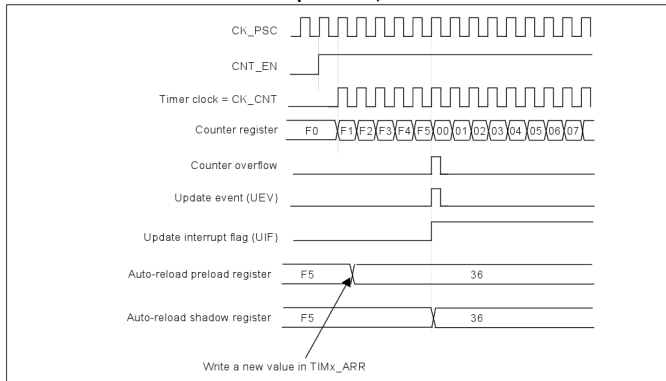 CK_PSC
CNT_EN
Timer clock = CK_CNT
Counter register F0 F1 F2 F3 F4 F5 00 01 02 03 04 05 06 07
Counter overflow
Update event (UEV)
Update interrupt flag (UIF)
Auto-reload preload register F5 36
Auto-reload shadow register F5 36
Write a new value in TIMx_ARR